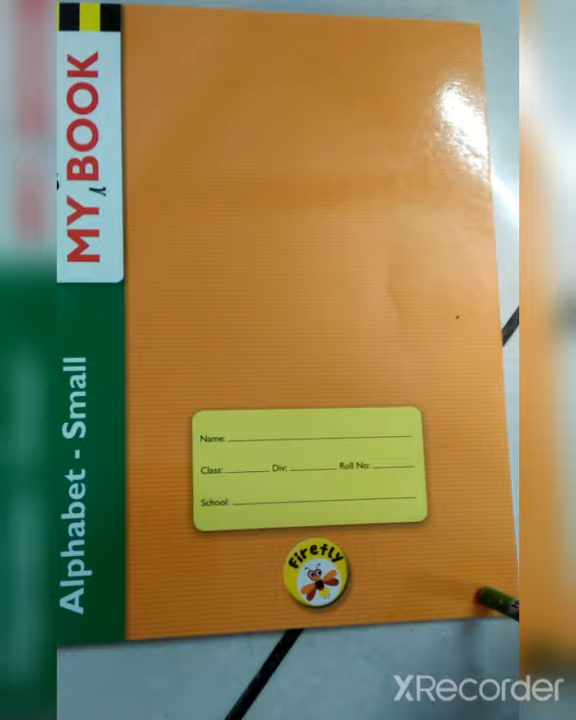 MY BOOK
Alphabet - Small
Name:
Class: Div: Roll No:
School:
Firefly
XRecorder